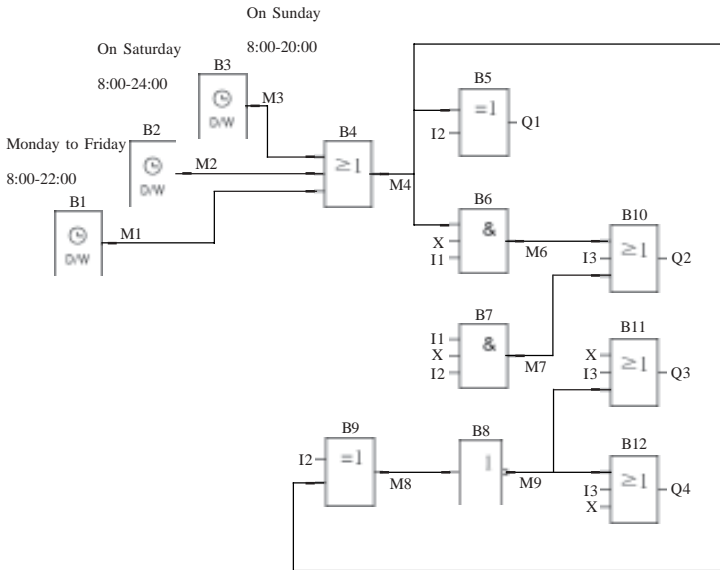 On Sunday
8:00-20:00
On Saturday
8:00-24:00
B3
M3
D/W
Monday to Friday
8:00-22:00
B2
M2
D/W
B1
M1
D/W
B4
≥1
M4
B5
=1
I2
Q1
B6
&
X
I1
M6
B10
≥1
I3
Q2
B7
&
I1
X
I2
M7
B11
X
≥1
I3
Q3
B9
I2
=1
M8
B8
1
M9
B12
≥1
I3
X
Q4